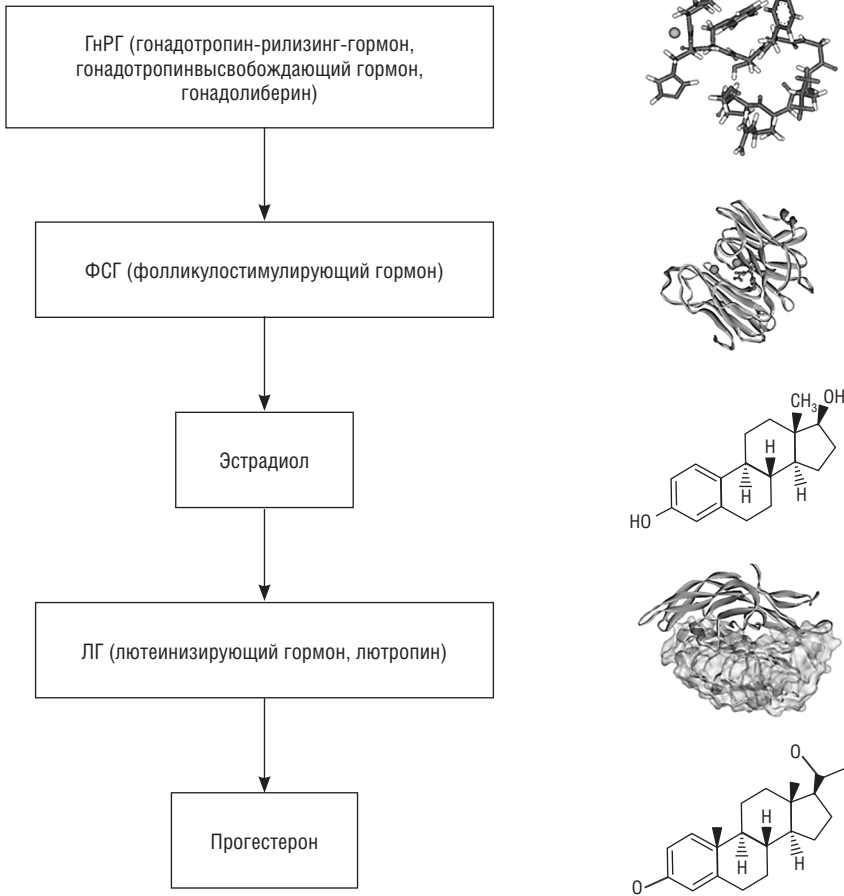 ГнРГ (гонадотропин-рилизинг-гормон,
гонадотропинвысвобождающий гормон,
гонадолиберин)
ФСГ (фолликулостимулирующий гормон)
Эстрадиол
CH3 OH
H
H
H
HO
ЛГ (лютеинизирующий гормон, лютропин)
Прогестерон
O
H
H
H
O